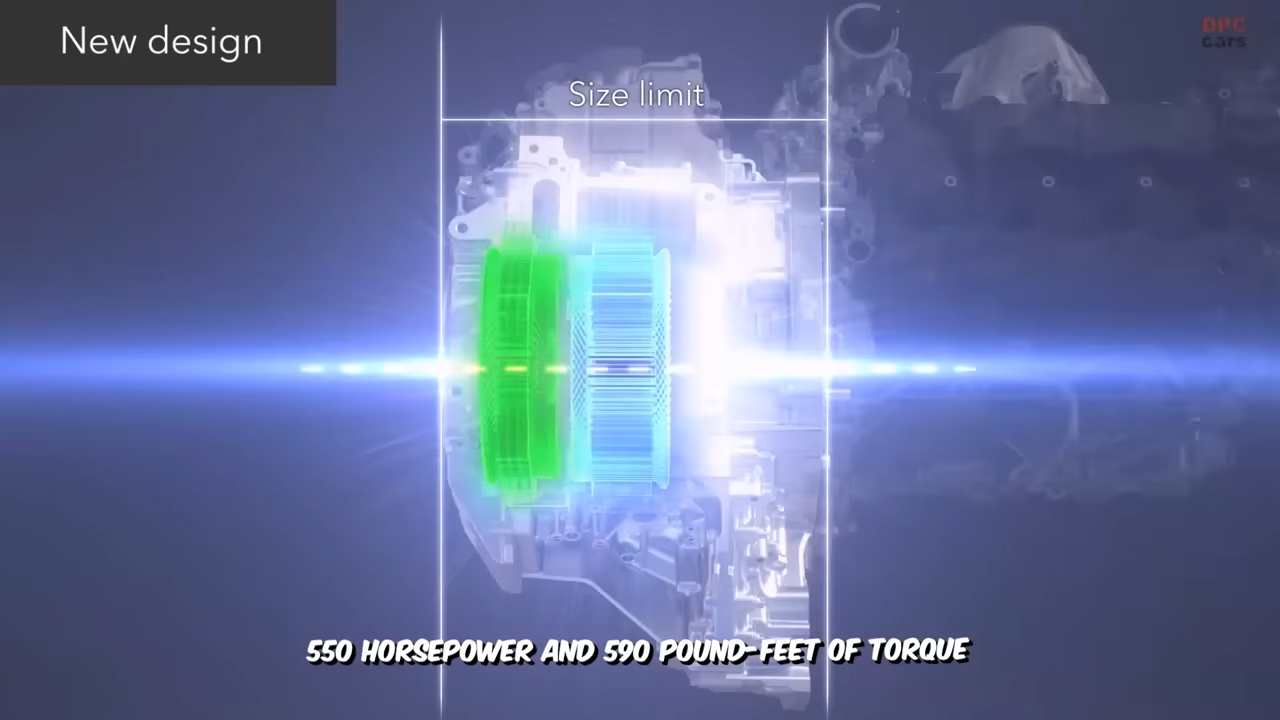 New design
DPC
cars
Size limit
550 HORSEPOWER AND 590 POUND-FEET OF TORQUE